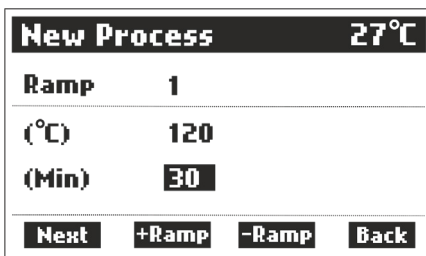 New Process 27°C
Ramp 1
(°C) 120
(Min) 30
Next +Ramp -Ramp Back